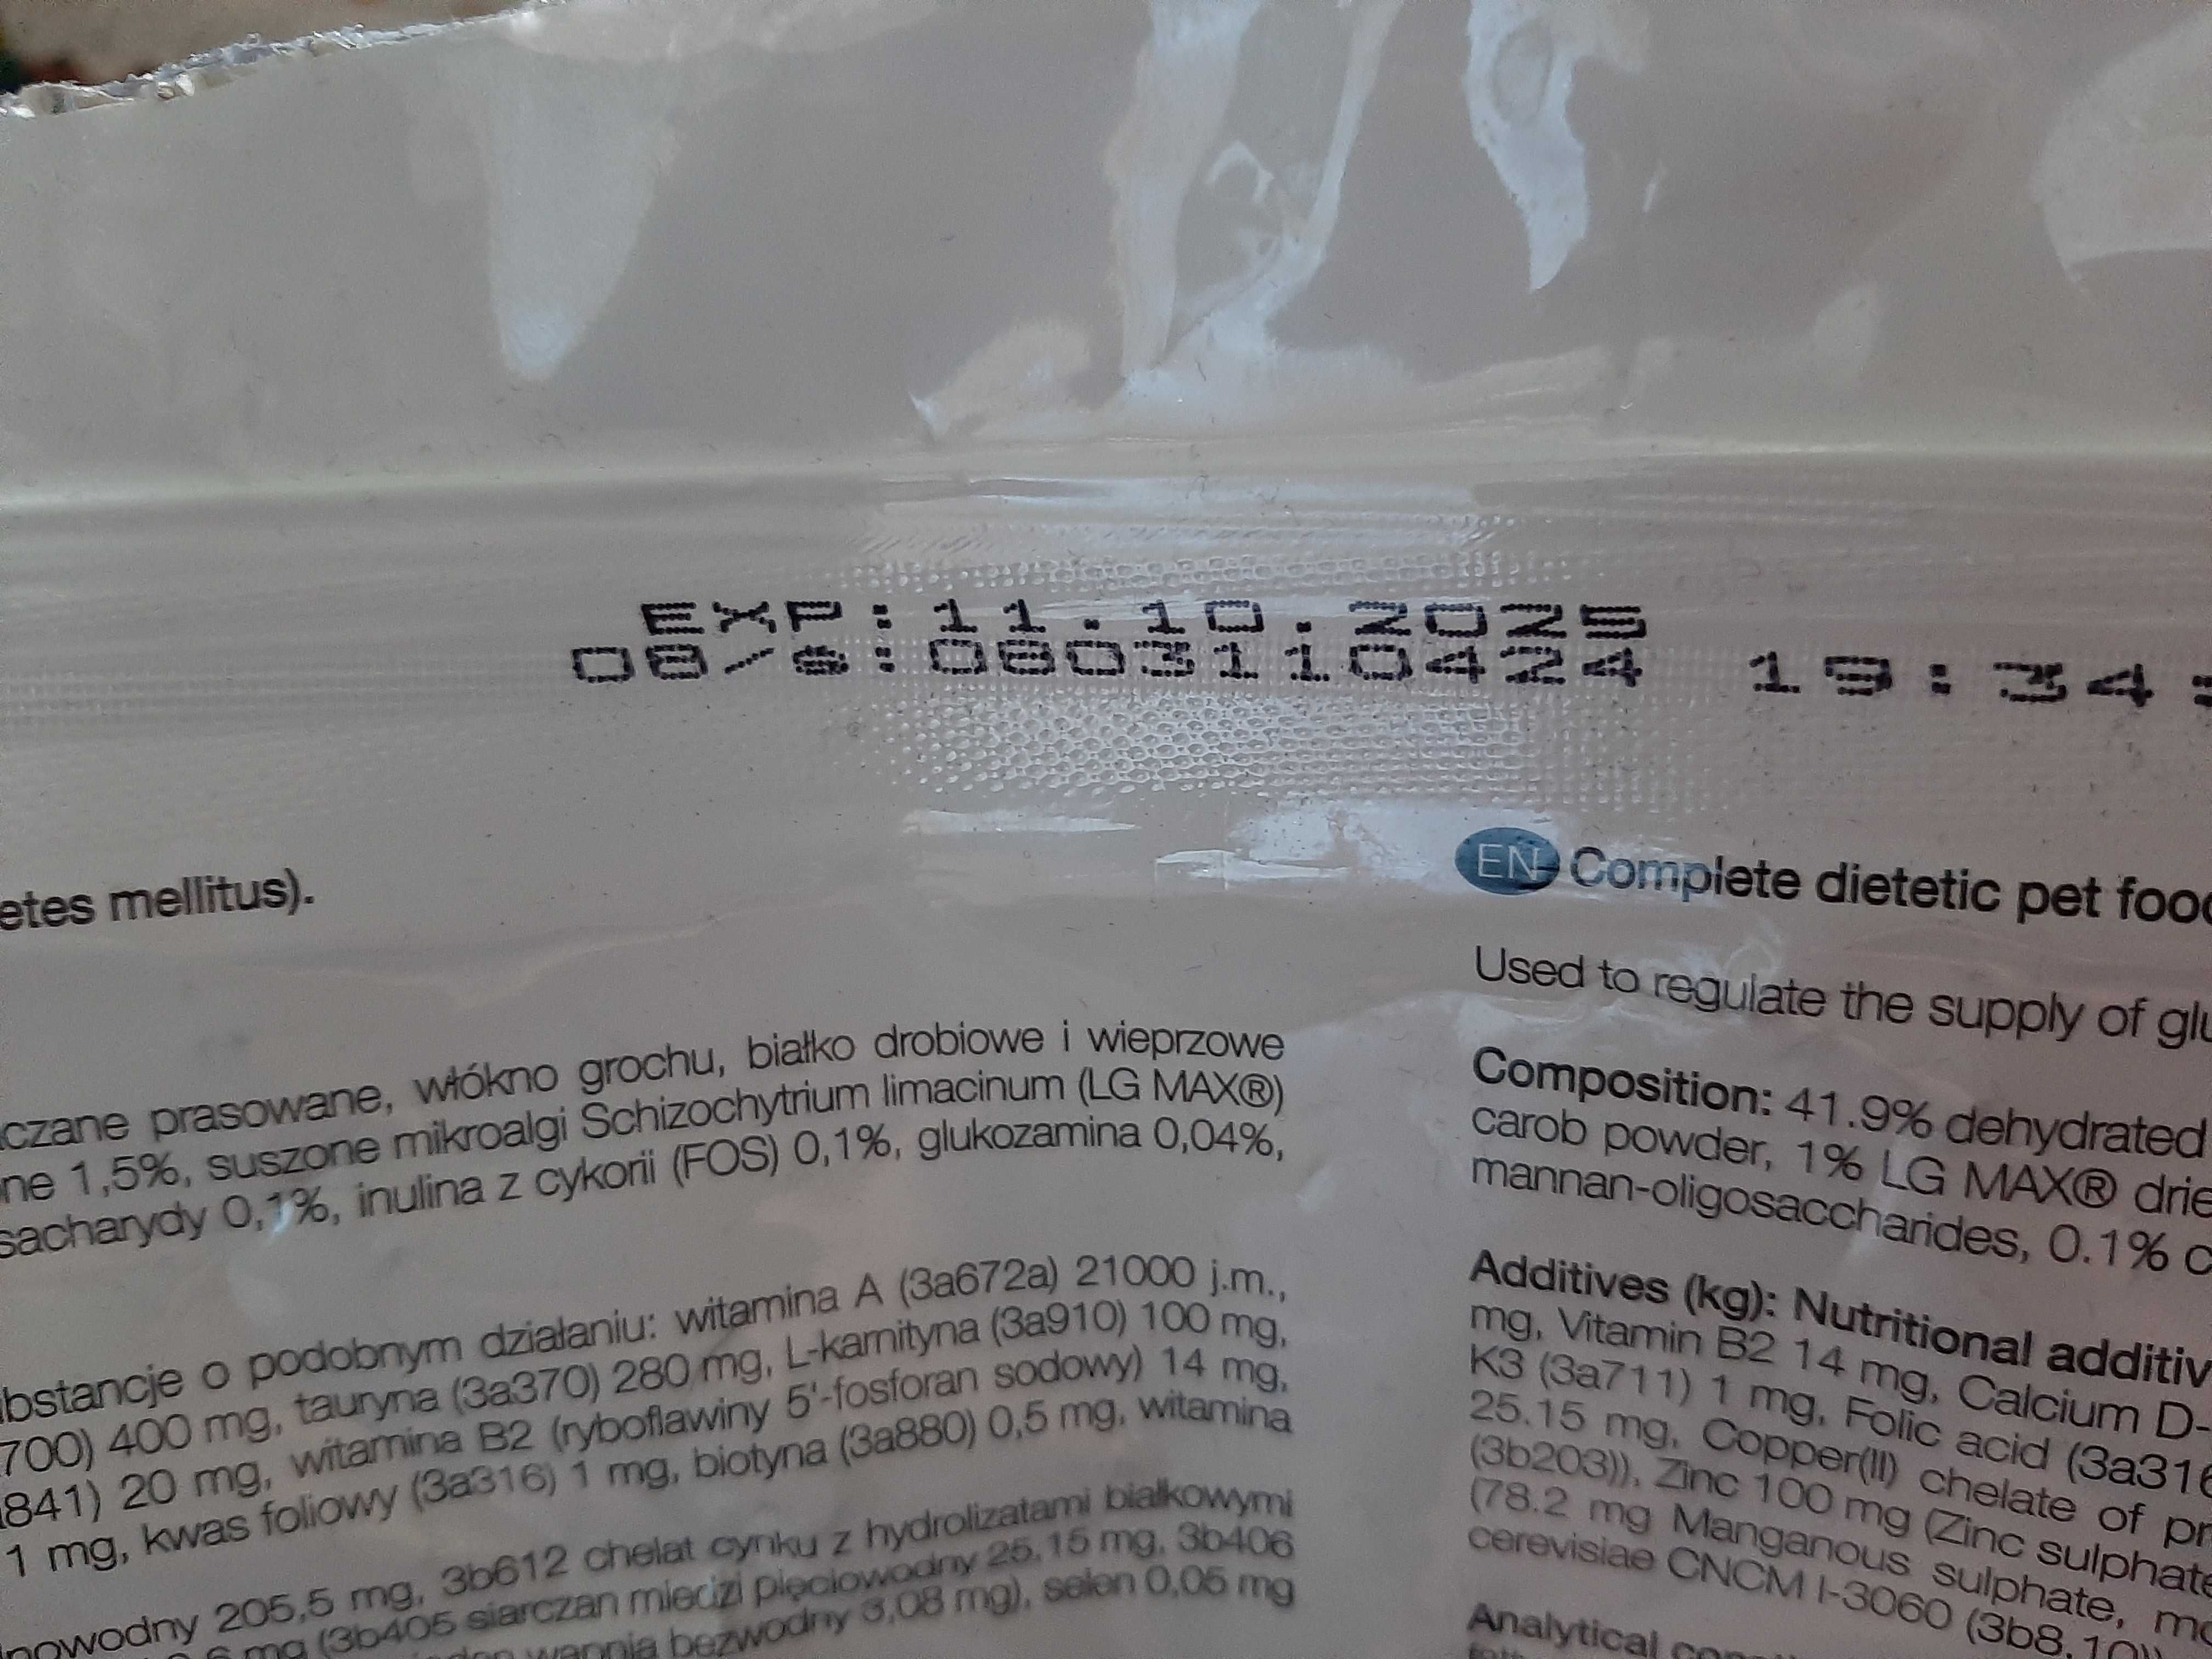 EXP:11.10.2025
08/6:0803110424 19:34:
etes mellitus).
czane prasowane, włókno grochu, białko drobiowe i wieprzowe
ne 1,5%, suszone mikroalgi Schizochytrium limacinum (LG MAX®)
sacharydy 0,1%, inulina z cykorii (FOS) 0,1%, glukozamina 0,04%,
bstancje o podobnym działaniu: witamina A (3a672a) 21000 j.m.,
700) 400 mg, tauryna (3a370) 280 mg, L-karnityna (3a910) 100 mg,
841) 20 mg, witamina B2 (ryboflawiny 5'-fosforan sodowy) 14 mg,
1 mg, kwas foliowy (3a316) 1 mg, biotyna (3a880) 0,5 mg, witamina
nowodny 205,5 mg, 3b612 chelat cynku z hydrolizatami białkowymi
mg (3b405 siarczan miedzi pięciowodny 25,15 mg, 3b406
wapnia bezwodny 3,08 mg), selen 0,05 mg
EN Complete dietetic pet food
Used to regulate the supply of glu
Composition: 41.9% dehydrated
carob powder, 1% LG MAX® drie
mannan-oligosaccharides, 0.1% c
Additives (kg): Nutritional additiv
mg, Vitamin B2 14 mg, Calcium D-
K3 (3a711) 1 mg, Folic acid (3a316
25.15 mg, Copper(II) chelate of pr
(3b203)), Zinc 100 mg (Zinc sulphate
(78.2 mg Manganous sulphate, mo
cerevisiae CNCM I-3060 (3b8.10))
Analytical